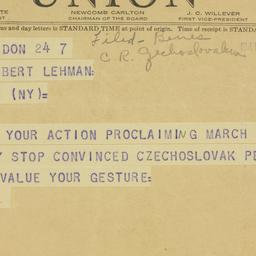 UNION
NEWCOMB CARLTON
J. C. WILLEVER
CHAIRMAN OF THE BOARD
FIRST VICE-PRESIDENT
and day letters is STANDARD TIME at point of origin. Time of receipt is STANDARD
Filed Benes
C. R. Czechoslovakia
DON 24 7
BERT LEHMAN=
(NY)=
YOUR ACTION PROCLAIMING MARCH
STOP CONVINCED CZECHOSLOVAK PE
VALUE YOUR GESTURE=